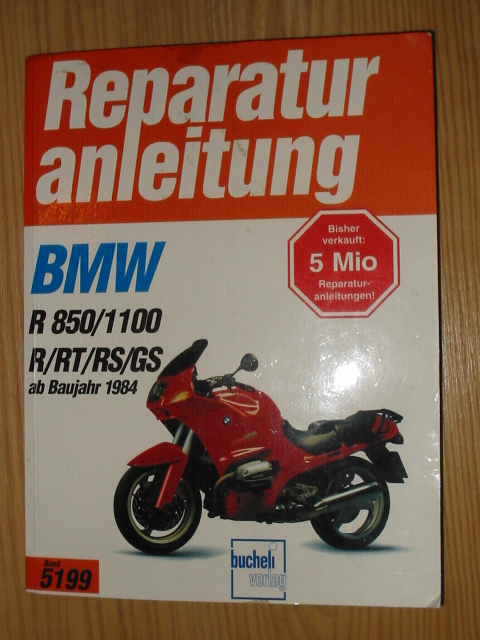 Reparatur
anleitung
BMW
R 850/1100
R/RT/RS/GS
ab Baujahr 1984
Bisher
verkauft:
5 Mio
Reparatur-
anleitungen!
Band
5199
bucheli
verlag